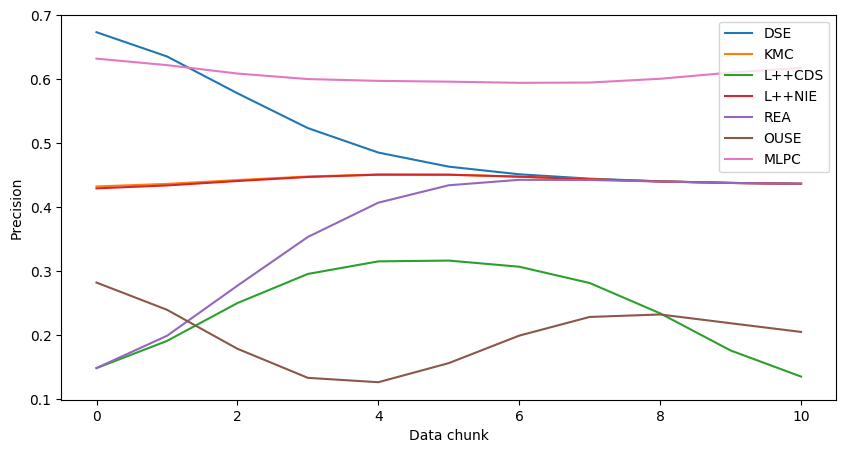 0.7
0.6
0.5
0.4
0.3
0.2
0.1
Precision
0
2
4
6
8
10
Data chunk
DSE
KMC
L++CDS
L++NIE
REA
OUSE
MLPC